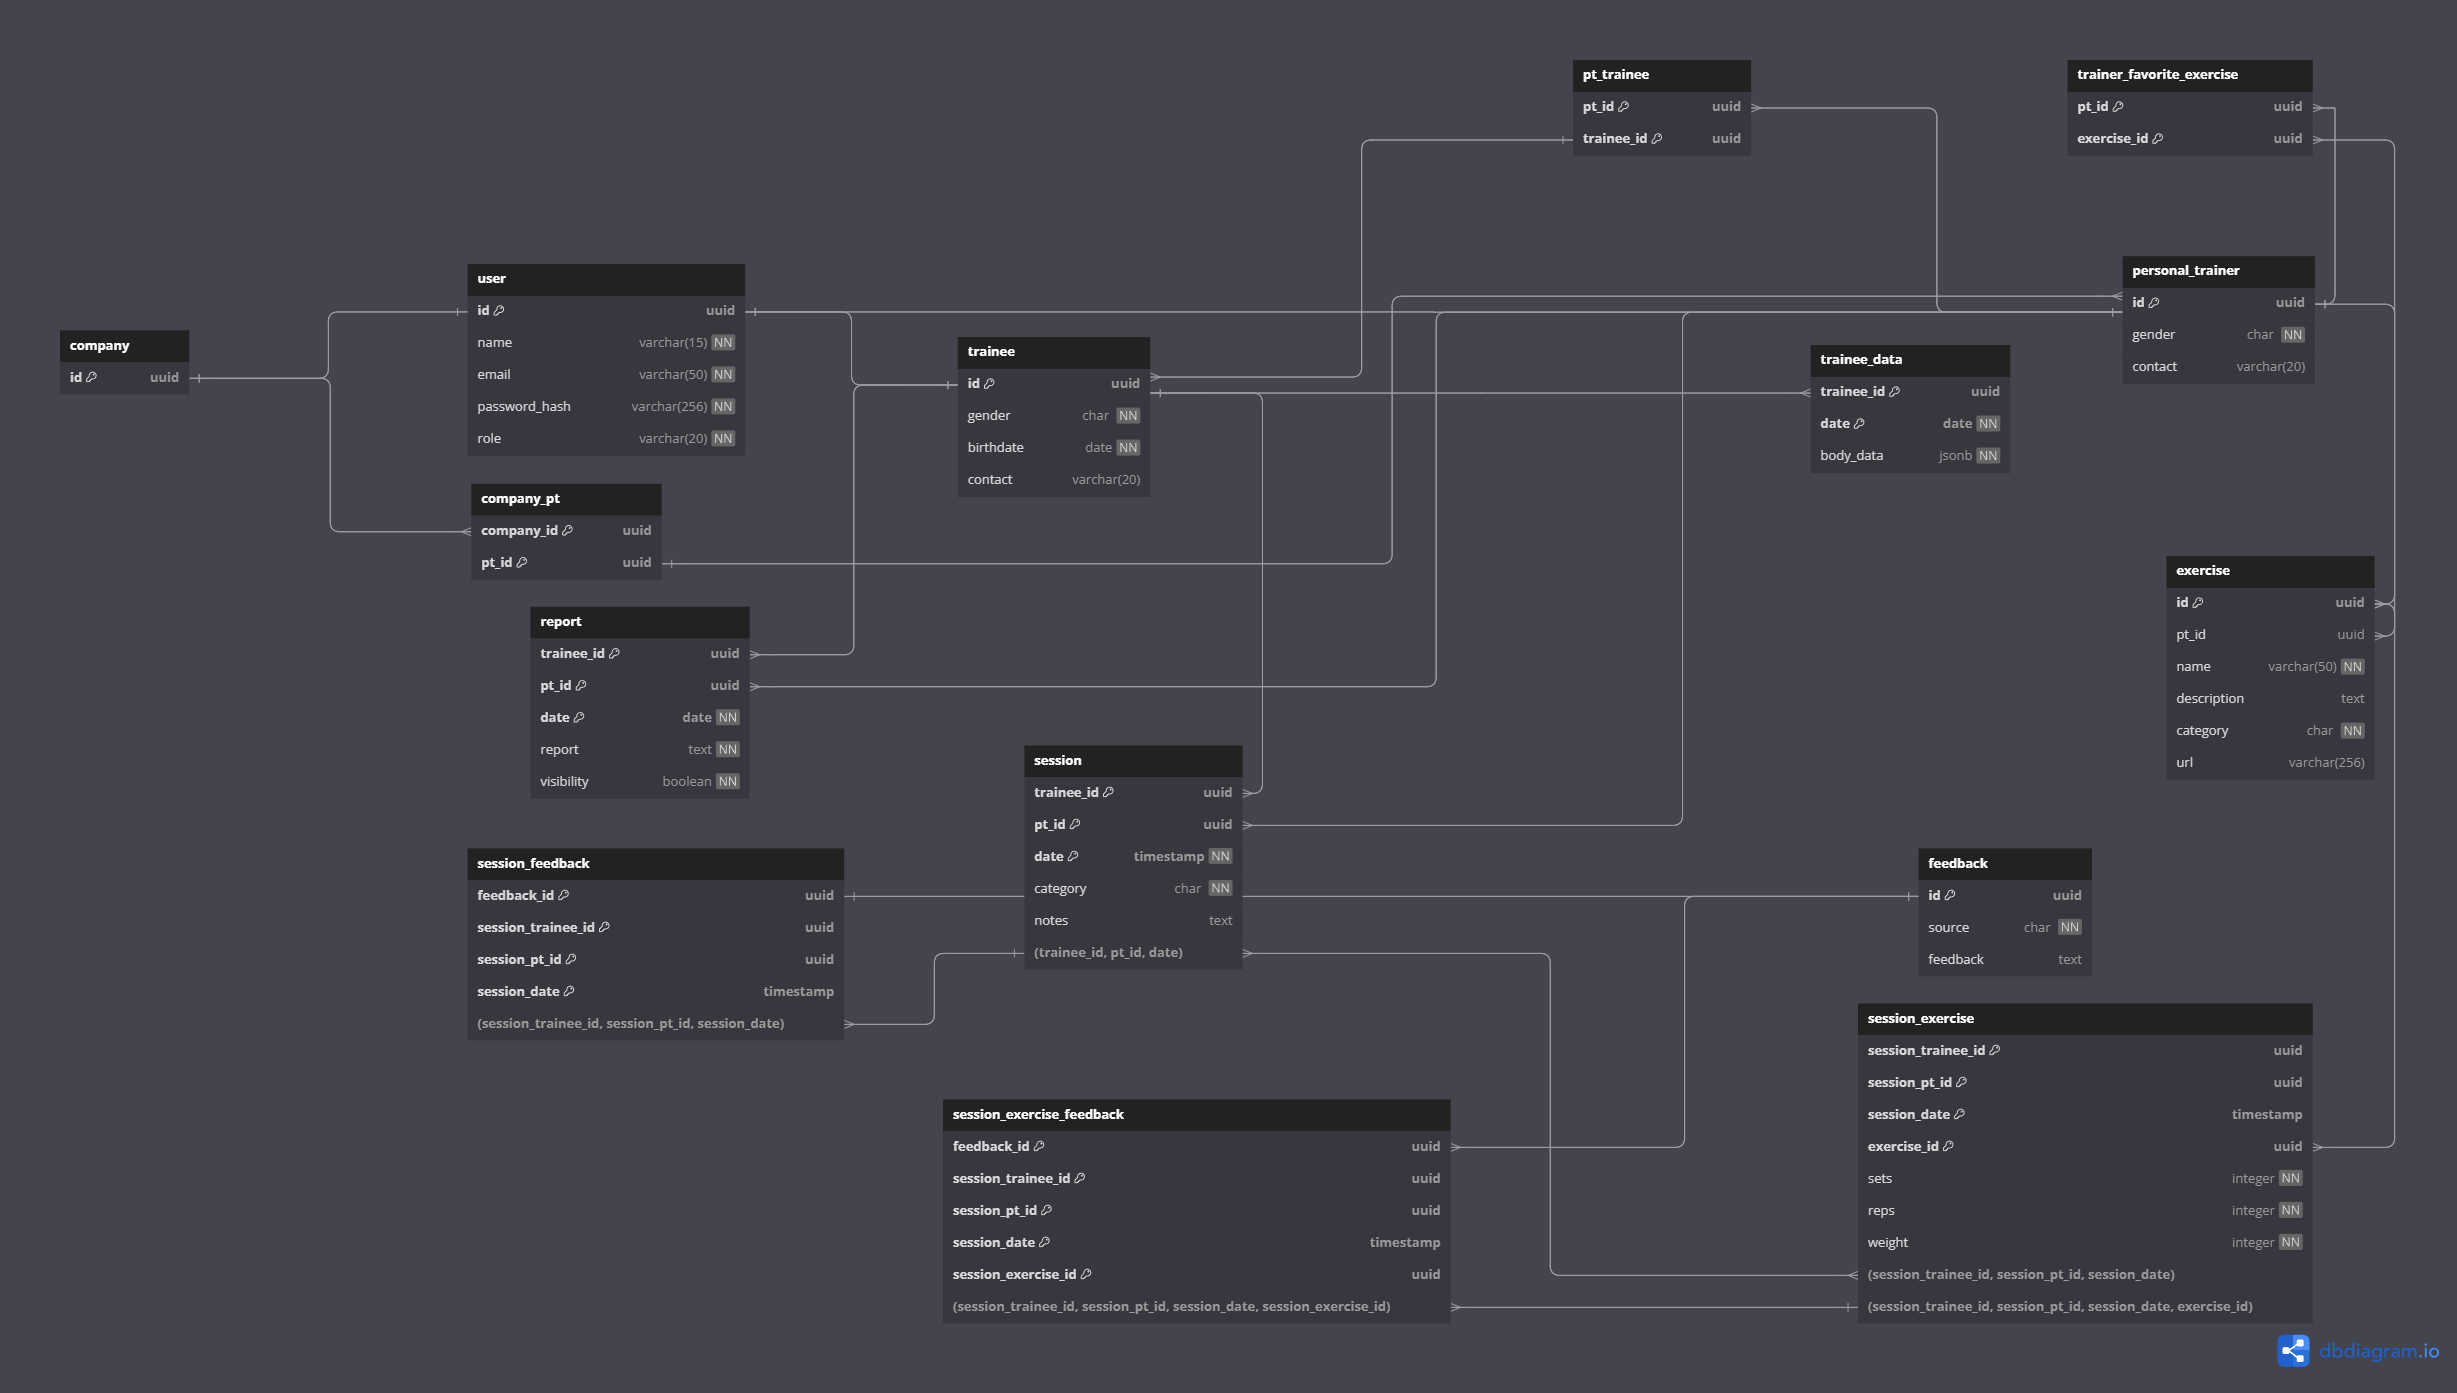 pt_trainee
pt_id uuid
trainee_id uuid
trainer_favorite_exercise
pt_id uuid
exercise_id uuid
user
id uuid
name varchar(15) NN
email varchar(50) NN
password_hash varchar(256) NN
role varchar(20) NN
personal_trainer
id uuid
gender char NN
contact varchar(20)
company
id uuid
trainee
id uuid
gender char NN
birthdate date NN
contact varchar(20)
trainee_data
trainee_id uuid
date date NN
body_data jsonb NN
company_pt
company_id uuid
pt_id uuid
exercise
id uuid
pt_id uuid
name varchar(50) NN
description text
category char NN
url varchar(256)
report
trainee_id uuid
pt_id uuid
date date NN
report text NN
visibility boolean NN
session
trainee_id uuid
pt_id uuid
date timestamp NN
category char NN
notes text
(trainee_id, pt_id, date)
session_feedback
feedback_id uuid
session_trainee_id uuid
session_pt_id uuid
session_date timestamp
(session_trainee_id, session_pt_id, session_date)
feedback
id uuid
source char NN
feedback text
session_exercise
session_trainee_id uuid
session_pt_id uuid
session_date timestamp
exercise_id uuid
sets integer NN
reps integer NN
weight integer NN
(session_trainee_id, session_pt_id, session_date)
(session_trainee_id, session_pt_id, session_date, exercise_id)
session_exercise_feedback
feedback_id uuid
session_trainee_id uuid
session_pt_id uuid
session_date timestamp
session_exercise_id uuid
(session_trainee_id, session_pt_id, session_date, session_exercise_id)
dbdiagram.io